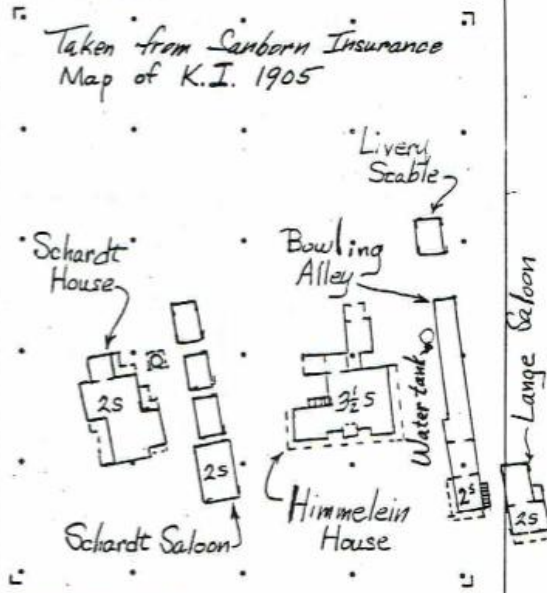 Taken from Sanborn Insurance
Map of K.I. 1905
Livery
Stable
Schardt
House
Bowling
Alley
Lange Saloon
Water tank
2S
3½S
2S
2S
2S
Schardt Saloon
Himmelein
House